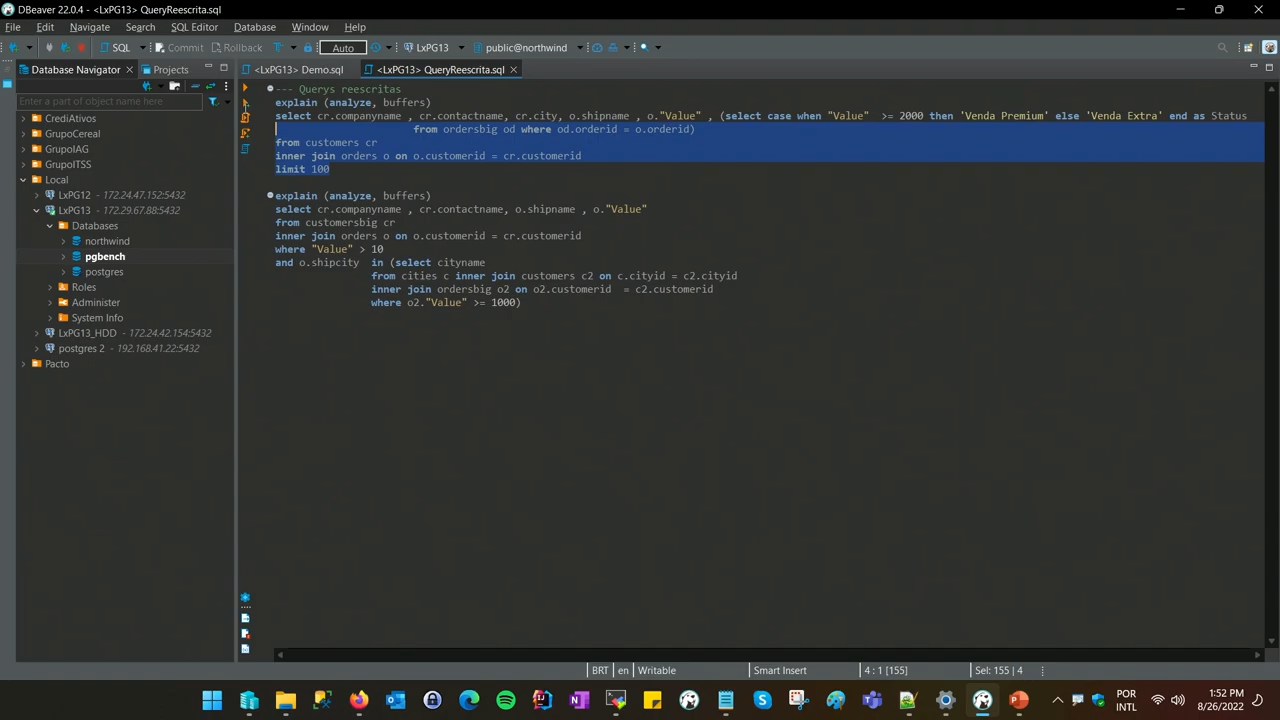 DBeaver 22.0.4 - <LxPG13> QueryReescrita.sql
File Edit Navigate Search SQL Editor Database Window Help
SQL Commit Rollback Auto LxPG13 public@northwind
Database Navigator Projects
<LxPG13> Demo.sql <LxPG13> QueryReescrita.sql
Enter a part of object name here
CrediAtivos
GrupoCereal
GrupoIAG
GrupoITSS
Local
LxPG12 - 172.24.47.152:5432
LxPG13 - 172.29.67.88:5432
Databases
northwind
pgbench
postgres
Roles
Administer
System Info
LxPG13_HDD - 172.24.42.154:5432
postgres 2 - 192.168.41.22:5432
Pacto
--- Querys reescritas
explain (analyze, buffers)
select cr.companyname , cr.contactname, cr.city, o.shipname , o."Value" , (select case when "Value" >= 2000 then 'Venda Premium' else 'Venda Extra' end as Status
from ordersbig od where od.orderid = o.orderid)
from customers cr
inner join orders o on o.customerid = cr.customerid
limit 100
explain (analyze, buffers)
select cr.companyname , cr.contactname, o.shipname , o."Value"
from customersbig cr
inner join orders o on o.customerid = cr.customerid
where "Value" > 10
and o.shipcity in (select cityname
from cities c inner join customers c2 on c.cityid = c2.cityid
inner join ordersbig o2 on o2.customerid = c2.customerid
where o2."Value" >= 1000)
BRT en Writable Smart Insert 4 : 1 [155] Sel: 155 | 4
POR
INTL
1:52 PM
8/26/2022